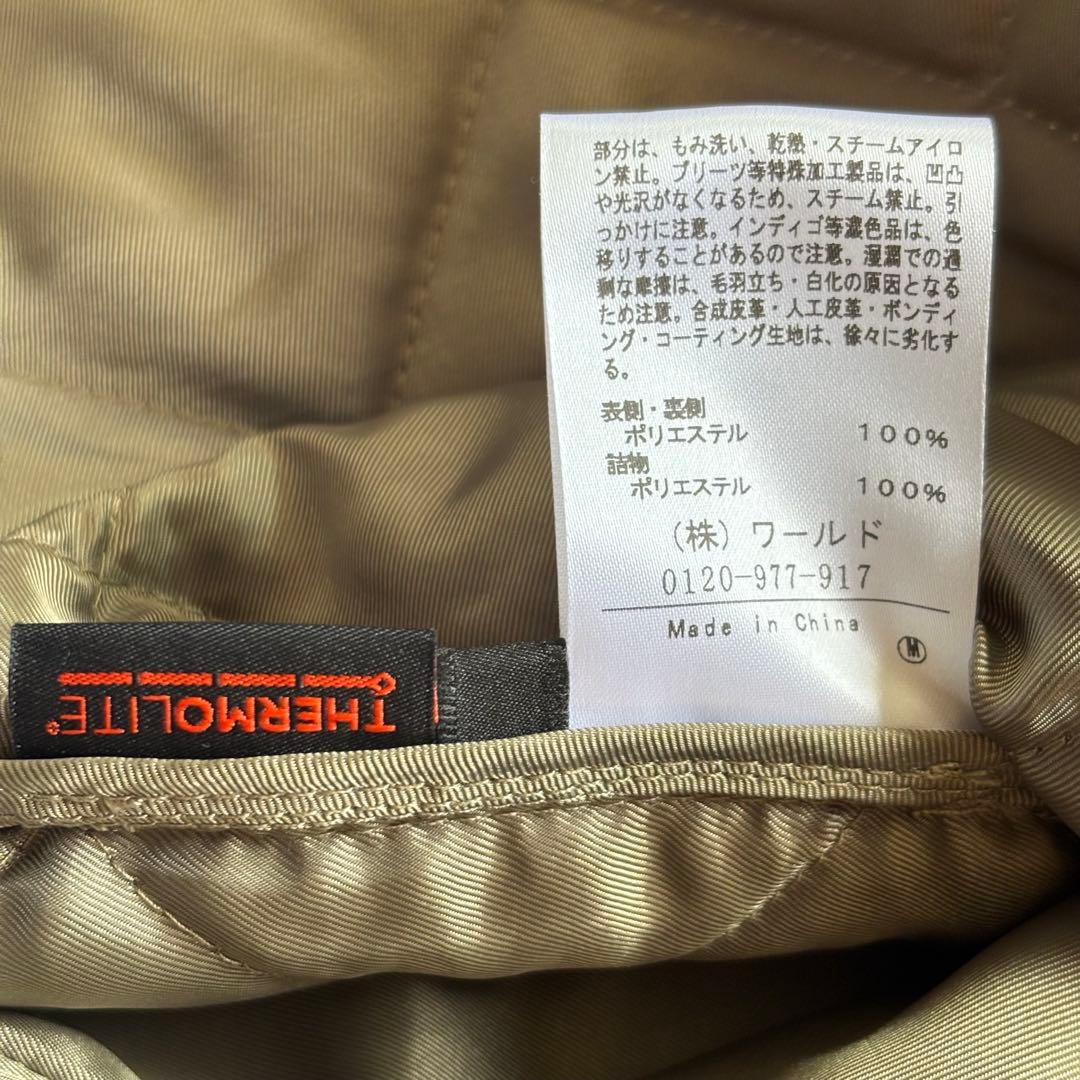 部分は、もみ洗い、乾熱・スチームアイロ
ン禁止。プリーツ等特殊加工製品は、凹凸
や光沢がなくなるため、スチーム禁止。引
っかけに注意。インディゴ等濃色品は、色
移りすることがあるので注意。湿潤での過
剰な摩擦は、毛羽立ち・白化の原因となる
ため注意。合成皮革・人工皮革・ボンディ
ング・コーティング生地は、徐々に劣化す
る。
表側・裏側
ポリエステル 100%
詰物
ポリエステル 100%
(株)ワールド
0120-977-917
Made in China
M
THERMOLITE®